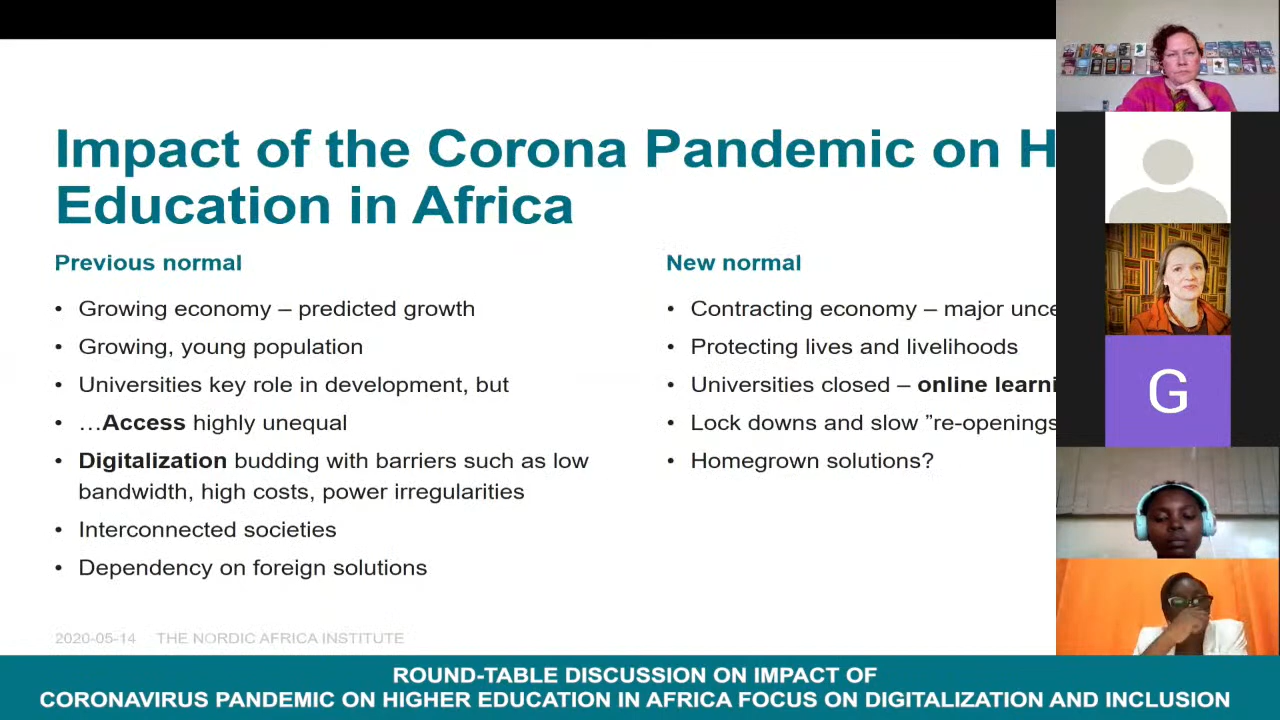 Impact of the Corona Pandemic on H
Education in Africa
Previous normal
• Growing economy – predicted growth
• Growing, young population
• Universities key role in development, but
• …Access highly unequal
• Digitalization budding with barriers such as low
bandwidth, high costs, power irregularities
• Interconnected societies
• Dependency on foreign solutions
New normal
• Contracting economy – major unce
• Protecting lives and livelihoods
• Universities closed – online learni
• Lock downs and slow ”re-openings
• Homegrown solutions?
G
2020-05-14 THE NORDIC AFRICA INSTITUTE
ROUND-TABLE DISCUSSION ON IMPACT OF
CORONAVIRUS PANDEMIC ON HIGHER EDUCATION IN AFRICA FOCUS ON DIGITALIZATION AND INCLUSION